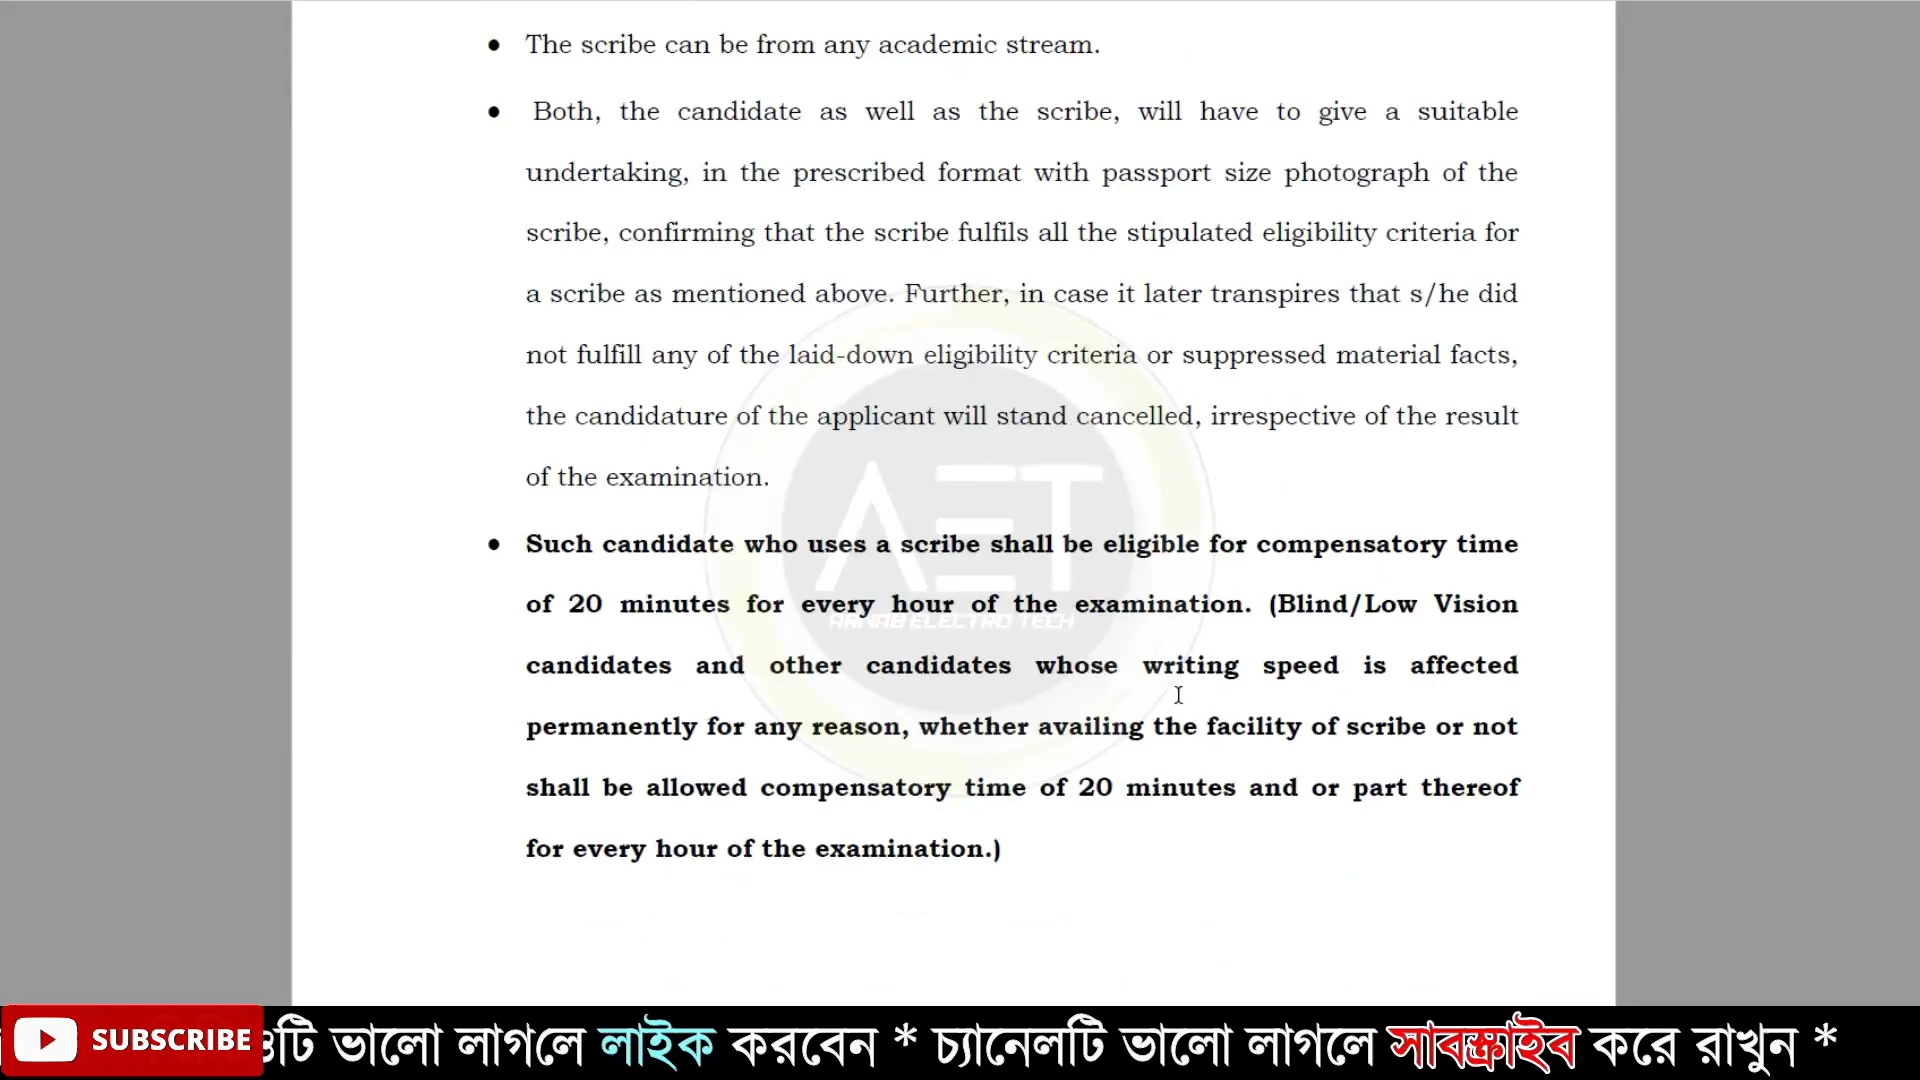 • The scribe can be from any academic stream.
• Both, the candidate as well as the scribe, will have to give a suitable
undertaking, in the prescribed format with passport size photograph of the
scribe, confirming that the scribe fulfils all the stipulated eligibility criteria for
a scribe as mentioned above. Further, in case it later transpires that s/he did
not fulfill any of the laid-down eligibility criteria or suppressed material facts,
the candidature of the applicant will stand cancelled, irrespective of the result
of the examination.
• Such candidate who uses a scribe shall be eligible for compensatory time
of 20 minutes for every hour of the examination. (Blind/Low Vision
candidates and other candidates whose writing speed is affected
permanently for any reason, whether availing the facility of scribe or not
shall be allowed compensatory time of 20 minutes and or part thereof
for every hour of the examination.)
AET
ARNAB ELECTRO TECH
SUBSCRIBE
ভালো লাগলে লাইক করবেন * চ্যানেলটি ভালো লাগলে সাবস্ক্রাইব করে রাখুন *